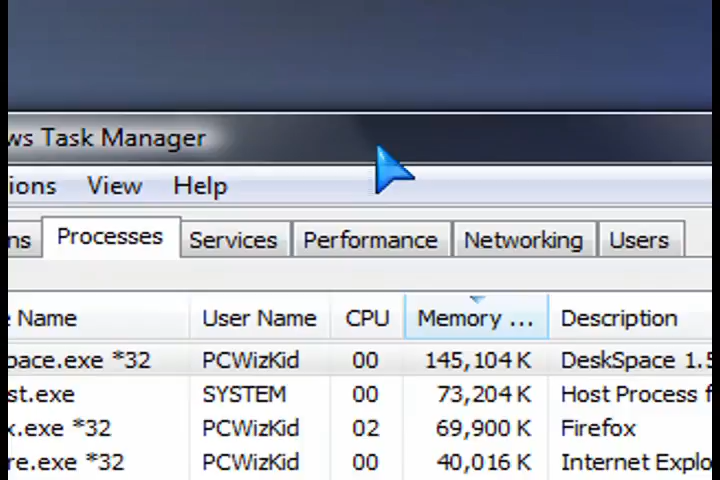 ws Task Manager
ions View Help
ns Processes Services Performance Networking Users
e Name User Name CPU Memory ... Description
pace.exe *32 PCWizKid 00 145,104 K DeskSpace 1.5
st.exe SYSTEM 00 73,204 K Host Process f
x.exe *32 PCWizKid 02 69,900 K Firefox
re.exe *32 PCWizKid 00 40,016 K Internet Explo